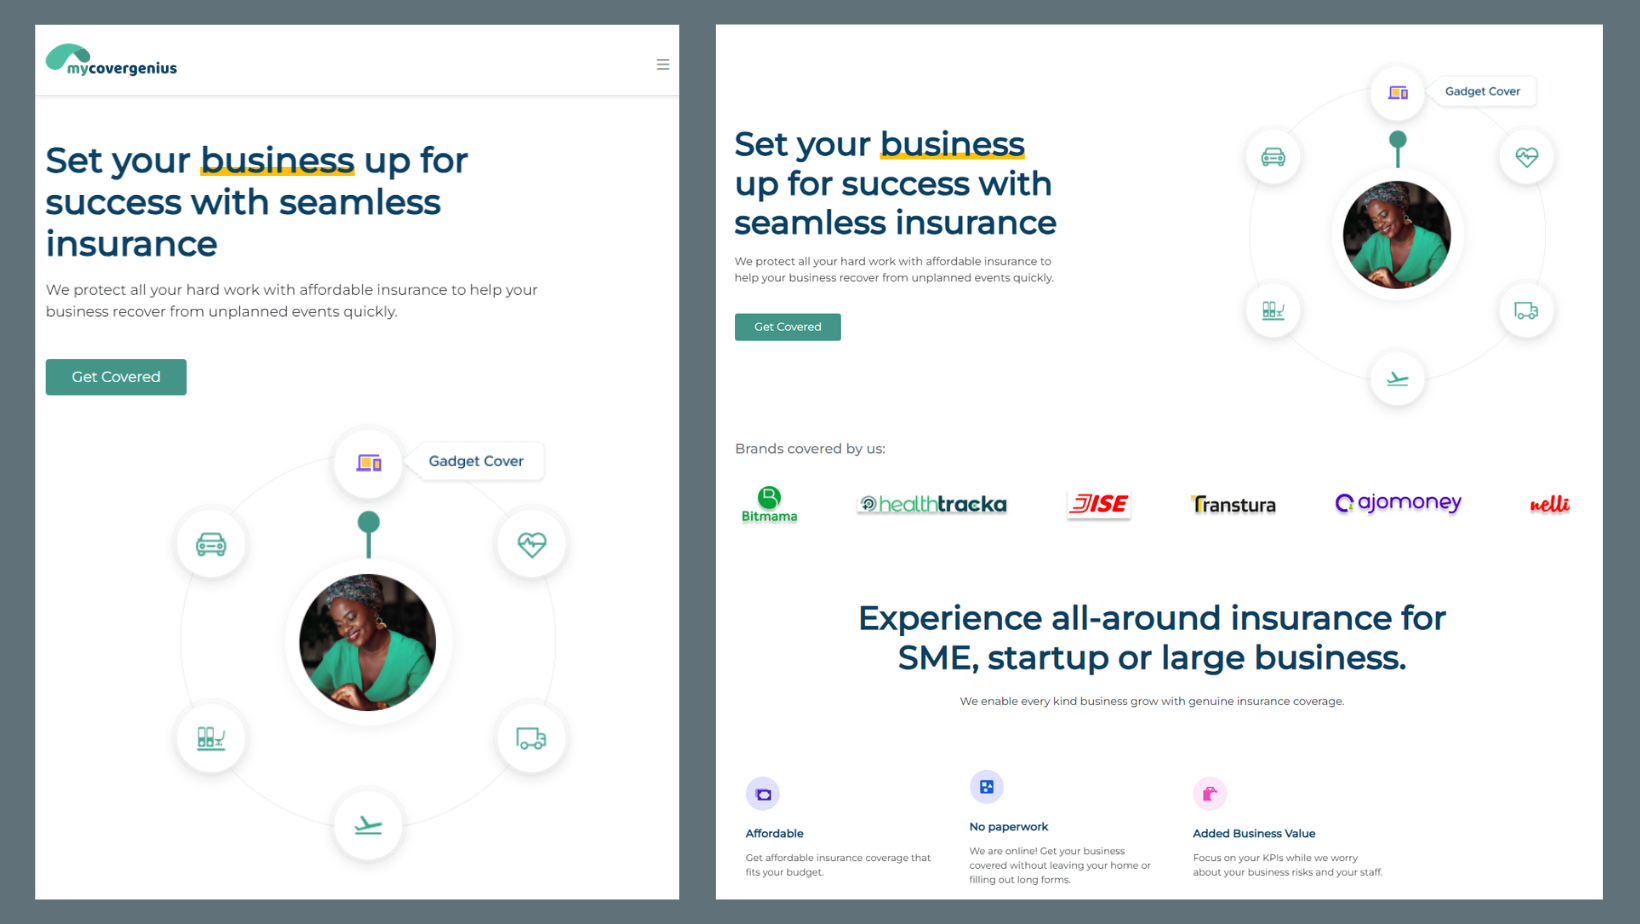 mycovergenius
Set your business up for
success with seamless
insurance
We protect all your hard work with affordable insurance to help your
business recover from unplanned events quickly.
Get Covered
Gadget Cover
Set your business
up for success with
seamless insurance
We protect all your hard work with affordable insurance to
help your business recover from unplanned events quickly.
Get Covered
Gadget Cover
Brands covered by us:
Bitmama
healthtracka
JISE
Transtura
ajomoney
nelli
Experience all-around insurance for
SME, startup or large business.
We enable every kind business grow with genuine insurance coverage.
Affordable
Get affordable insurance coverage that
fits your budget.
No paperwork
We are online! Get your business
covered without leaving your home or
filling out long forms.
Added Business Value
Focus on your KPIs while we worry
about your business risks and your staff.